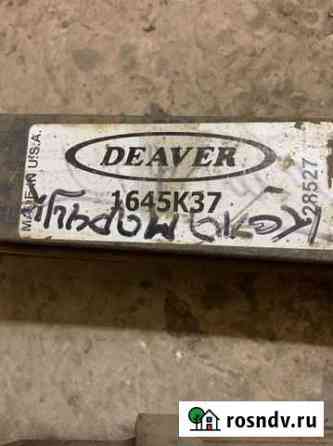 DEAVER
1645K37
MADE IN U.S.A.
28527
rosndv.ru